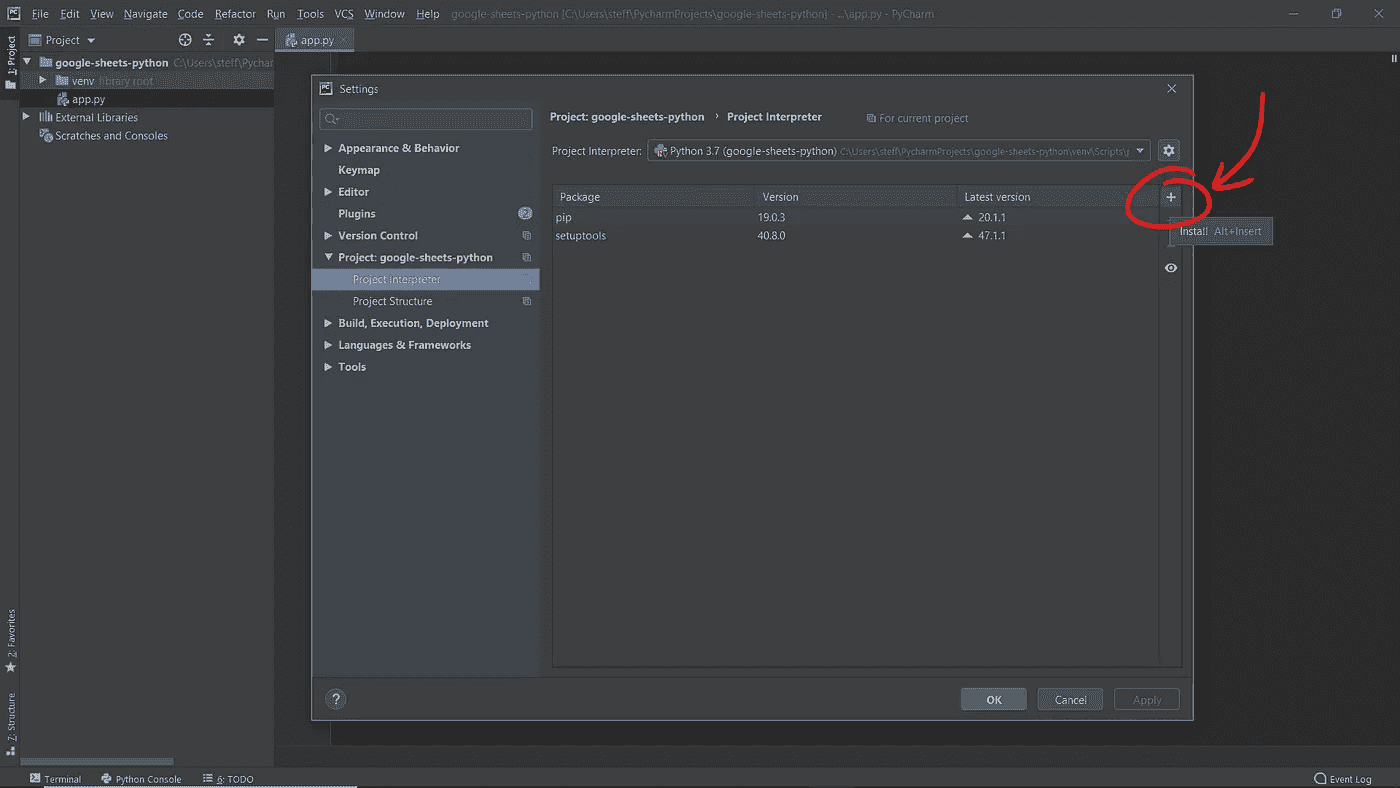 File Edit View Navigate Code Refactor Run Tools VCS Window Help google-sheets-python [C:\Users\steff\PycharmProjects\google-sheets-python] - ...\app.py - PyCharm
Project
app.py
1: Project
google-sheets-python C:\Users\steff\Pychar
venv library root
app.py
External Libraries
Scratches and Consoles
2: Favorites
7: Structure
Settings
Appearance & Behavior
Keymap
Editor
Plugins
2
Version Control
Project: google-sheets-python
Project Interpreter
Project Structure
Build, Execution, Deployment
Languages & Frameworks
Tools
Project: google-sheets-python › Project Interpreter For current project
Project Interpreter: Python 3.7 (google-sheets-python) C:\Users\steff\PycharmProjects\google-sheets-python\venv\Scripts\
Package Version Latest version
pip 19.0.3 20.1.1
setuptools 40.8.0 47.1.1
Install Alt+Insert
?
OK Cancel Apply
Terminal Python Console 6: TODO Event Log